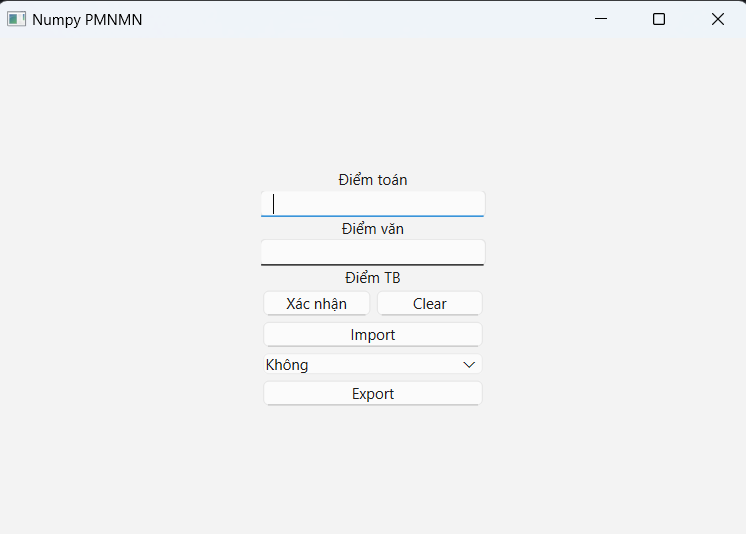 Numpy PMNMN
Điểm toán
Điểm văn
Điểm TB
Xác nhận Clear
Import
Không
Export